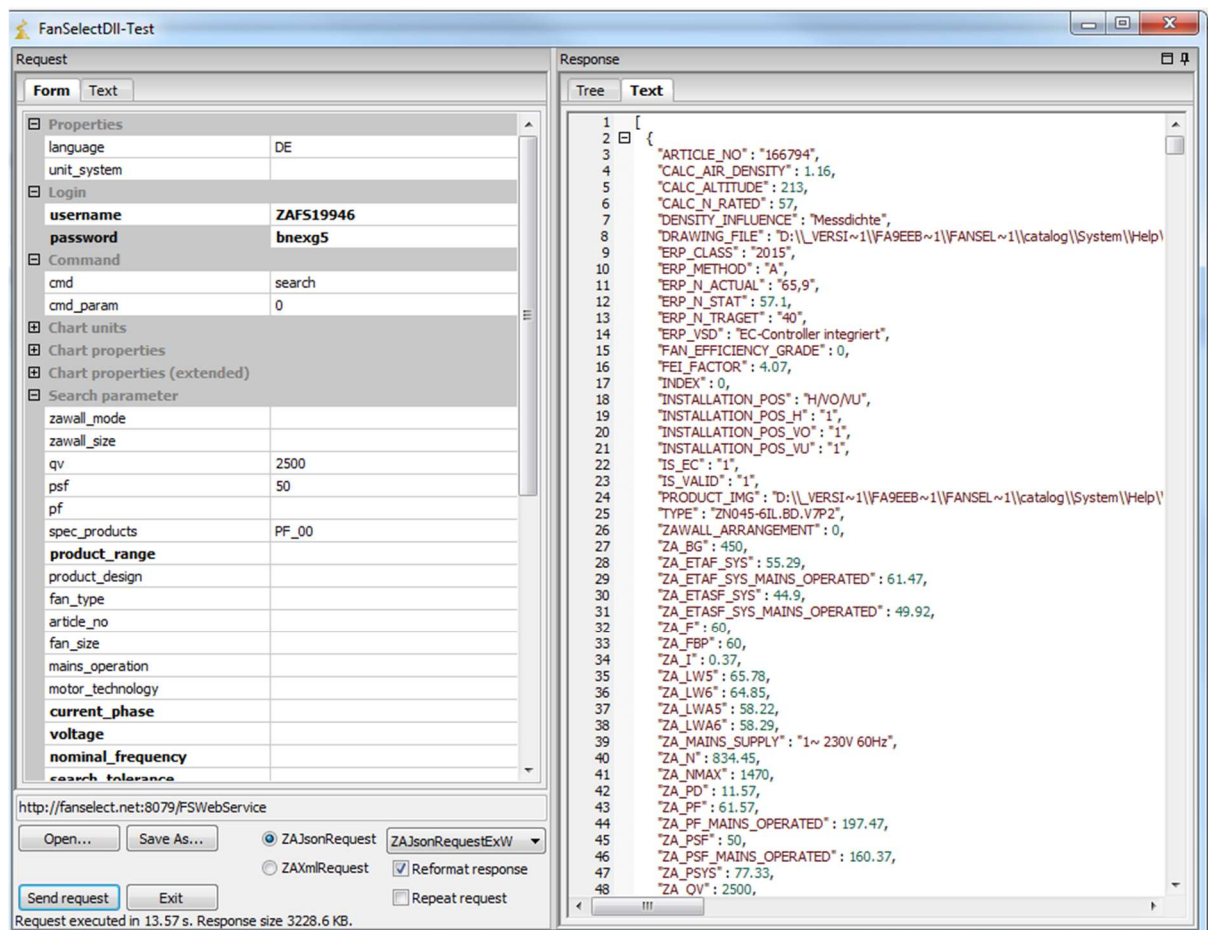 FanSelectDll-Test
Request
Form Text
Properties
language DE
unit_system
Login
username ZAFS19946
password bnexg5
Command
cmd search
cmd_param 0
Chart units
Chart properties
Chart properties (extended)
Search parameter
zawall_mode
zawall_size
qv 2500
psf 50
pf
spec_products PF_00
product_range
product_design
fan_type
article_no
fan_size
mains_operation
motor_technology
current_phase
voltage
nominal_frequency
search_tolerance
http://fanselect.net:8079/FSWebService
Open... Save As... ZAJsonRequest ZAJsonRequestExW
ZAXmlRequest Reformat response
Send request Exit Repeat request
Request executed in 13.57 s. Response size 3228.6 KB.
Response
Tree Text
1 [
2 {
3 "ARTICLE_NO" : "166794",
4 "CALC_AIR_DENSITY" : 1.16,
5 "CALC_ALTITUDE" : 213,
6 "CALC_N_RATED" : 57,
7 "DENSITY_INFLUENCE" : "Messdichte",
8 "DRAWING_FILE" : "D:\\_VERSI~1\\FA9EEB~1\\FANSEL~1\\catalog\\System\\Help\
9 "ERP_CLASS" : "2015",
10 "ERP_METHOD" : "A",
11 "ERP_N_ACTUAL" : "65,9",
12 "ERP_N_STAT" : 57.1,
13 "ERP_N_TRAGET" : "40",
14 "ERP_VSD" : "EC-Controller integriert",
15 "FAN_EFFICIENCY_GRADE" : 0,
16 "FEI_FACTOR" : 4.07,
17 "INDEX" : 0,
18 "INSTALLATION_POS" : "H/VO/VU",
19 "INSTALLATION_POS_H" : "1",
20 "INSTALLATION_POS_VO" : "1",
21 "INSTALLATION_POS_VU" : "1",
22 "IS_EC" : "1",
23 "IS_VALID" : "1",
24 "PRODUCT_IMG" : "D:\\_VERSI~1\\FA9EEB~1\\FANSEL~1\\catalog\\System\\Help\
25 "TYPE" : "ZN045-6IL.BD.V7P2",
26 "ZAWALL_ARRANGEMENT" : 0,
27 "ZA_BG" : 450,
28 "ZA_ETAF_SYS" : 55.29,
29 "ZA_ETAF_SYS_MAINS_OPERATED" : 61.47,
30 "ZA_ETASF_SYS" : 44.9,
31 "ZA_ETASF_SYS_MAINS_OPERATED" : 49.92,
32 "ZA_F" : 60,
33 "ZA_FBP" : 60,
34 "ZA_I" : 0.37,
35 "ZA_LW5" : 65.78,
36 "ZA_LW6" : 64.85,
37 "ZA_LWA5" : 58.22,
38 "ZA_LWA6" : 58.29,
39 "ZA_MAINS_SUPPLY" : "1~ 230V 60Hz",
40 "ZA_N" : 834.45,
41 "ZA_NMAX" : 1470,
42 "ZA_PD" : 11.57,
43 "ZA_PF" : 61.57,
44 "ZA_PF_MAINS_OPERATED" : 197.47,
45 "ZA_PSF" : 50,
46 "ZA_PSF_MAINS_OPERATED" : 160.37,
47 "ZA_PSYS" : 77.33,
48 "ZA_QV" : 2500,